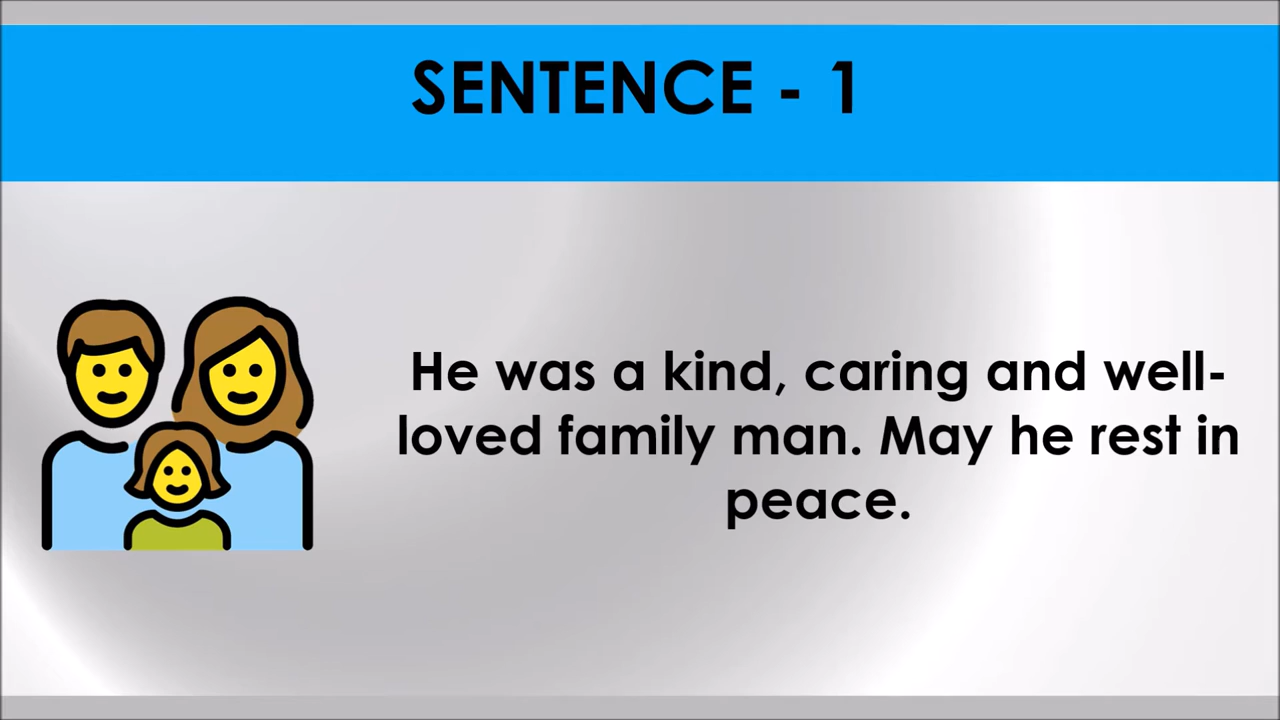 SENTENCE - 1
He was a kind, caring and well-
loved family man. May he rest in
peace.